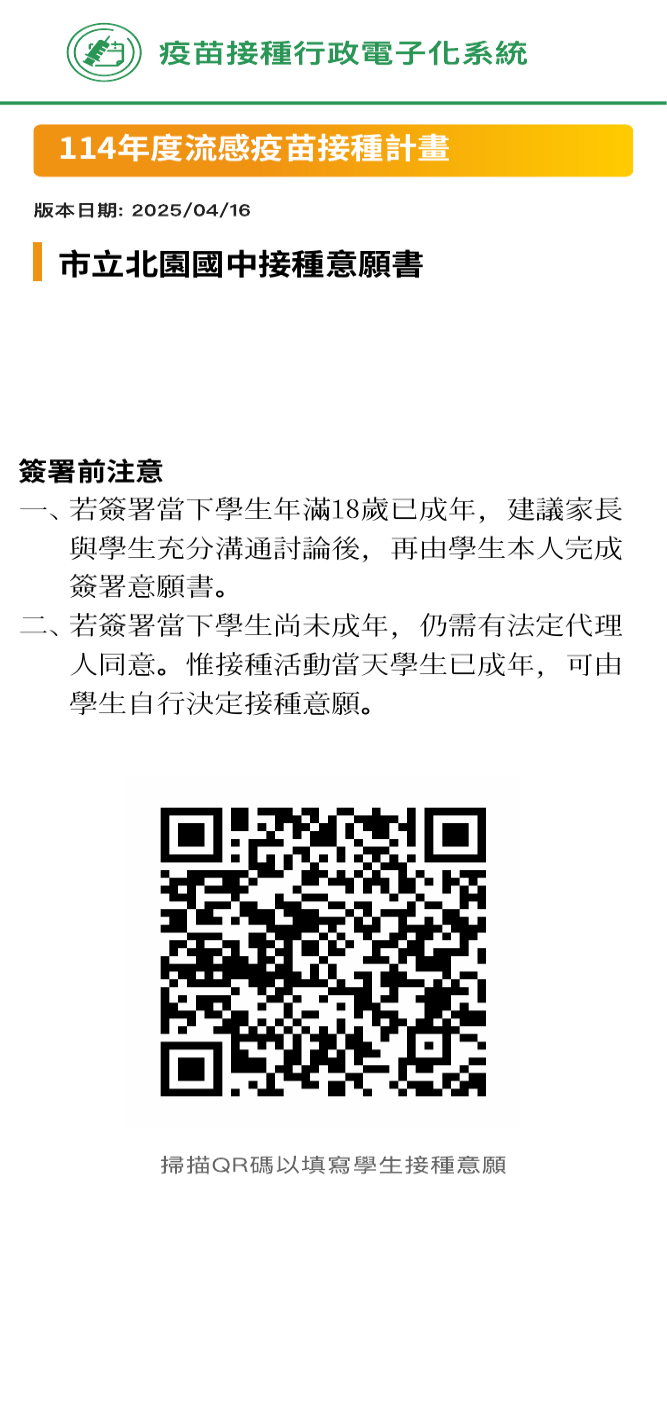 疫苗接種行政電子化系統
114年度流感疫苗接種計畫
版本日期: 2025/04/16
市立北園國中接種意願書
簽署前注意
一、若簽署當下學生年滿18歲已成年，建議家長
與學生充分溝通討論後，再由學生本人完成
簽署意願書。
二、若簽署當下學生尚未成年，仍需有法定代理
人同意。惟接種活動當天學生已成年，可由
學生自行決定接種意願。
掃描QR碼以填寫學生接種意願